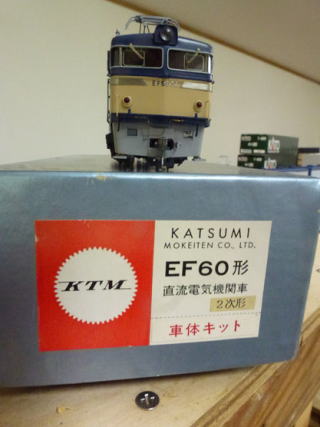 KATSUMI
MOKEITEN CO., LTD.
KTM
EF60形
直流電気機関車
2次形
車体キット